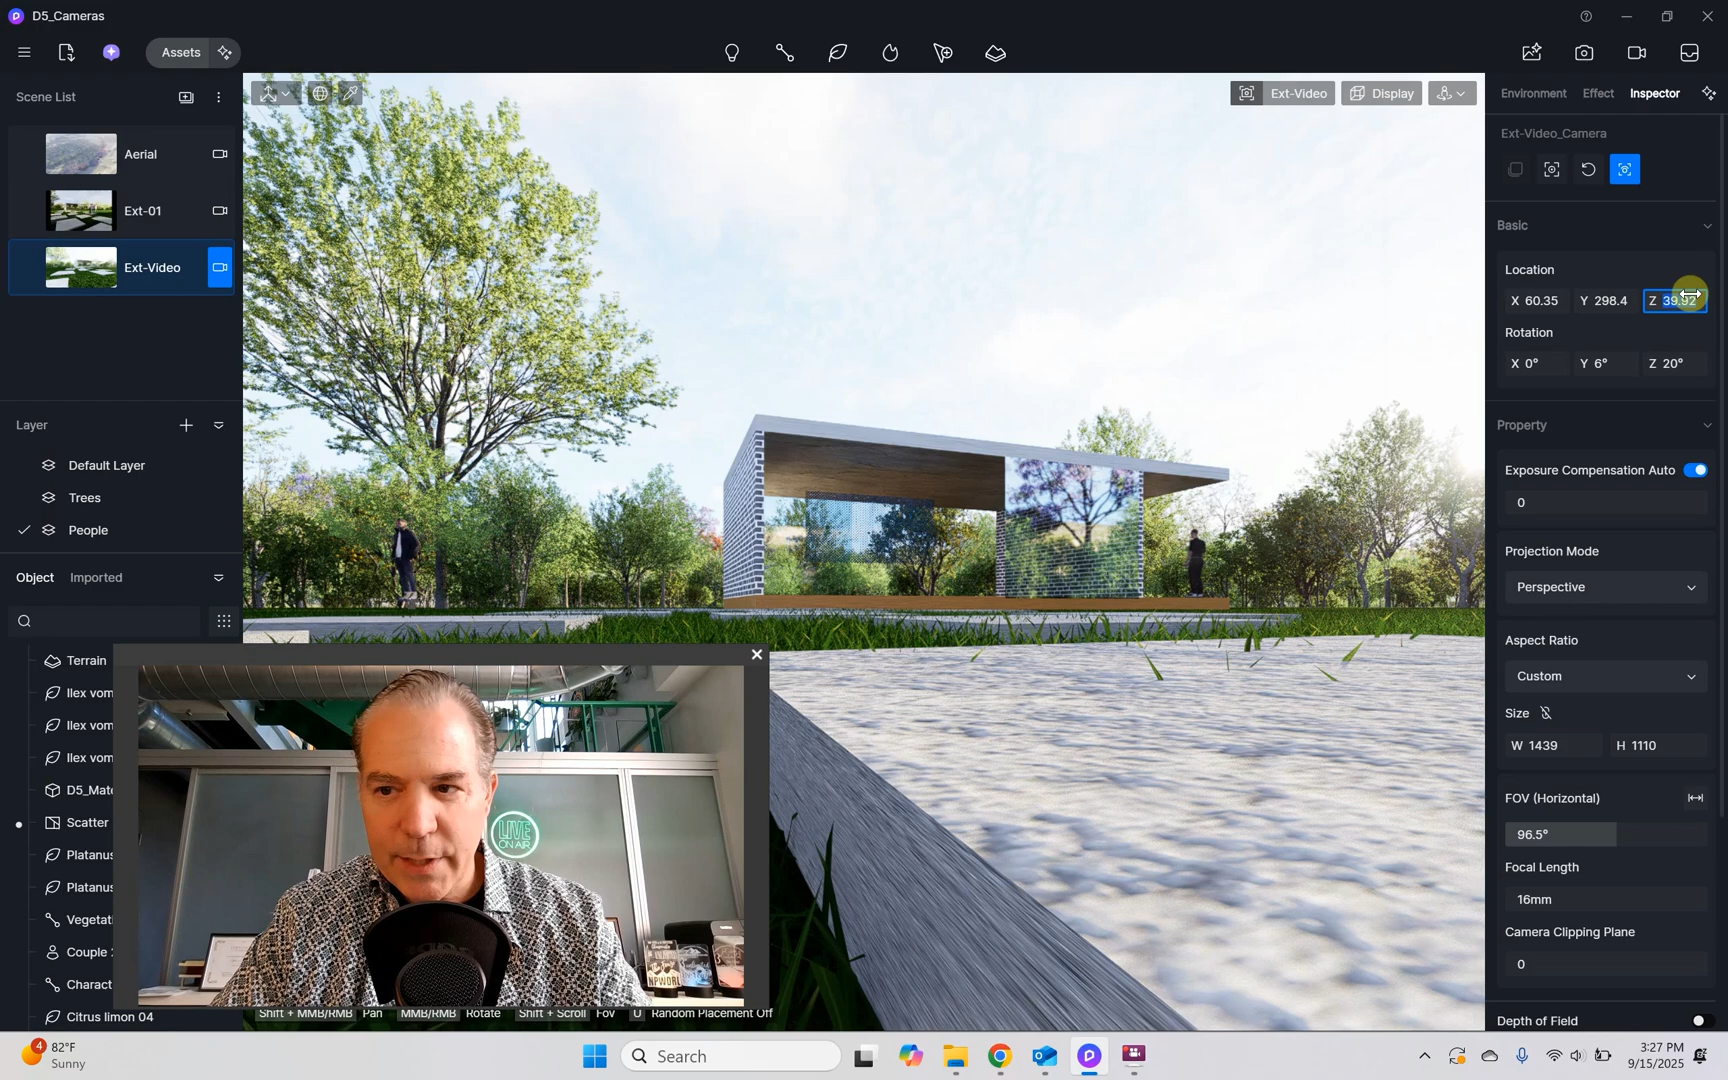 D5_Cameras
Assets
Scene List
Aerial
Ext-01
Ext-Video
Layer
Default Layer
Trees
People
Object Imported
Terrain
Ilex vom
Ilex vom
Ilex vom
D5_Mate
Scatter
Platanus
Platanus
Vegetat
Couple
Charact
Citrus limon 04
Ext-Video
Display
LIVE
ON AIR
Shift + MMB/RMB Pan MMB/RMB Rotate Shift + Scroll Fov U Random Placement Off
Environment Effect Inspector
Ext-Video_Camera
Basic
Location
X 60.35 Y 298.4 Z 39.92
Rotation
X 0° Y 6° Z 20°
Property
Exposure Compensation Auto
0
Projection Mode
Perspective
Aspect Ratio
Custom
Size
W 1439 H 1110
FOV (Horizontal)
96.5°
Focal Length
16mm
Camera Clipping Plane
0
Depth of Field
4
82°F
Sunny
Search
3:27 PM
9/15/2025